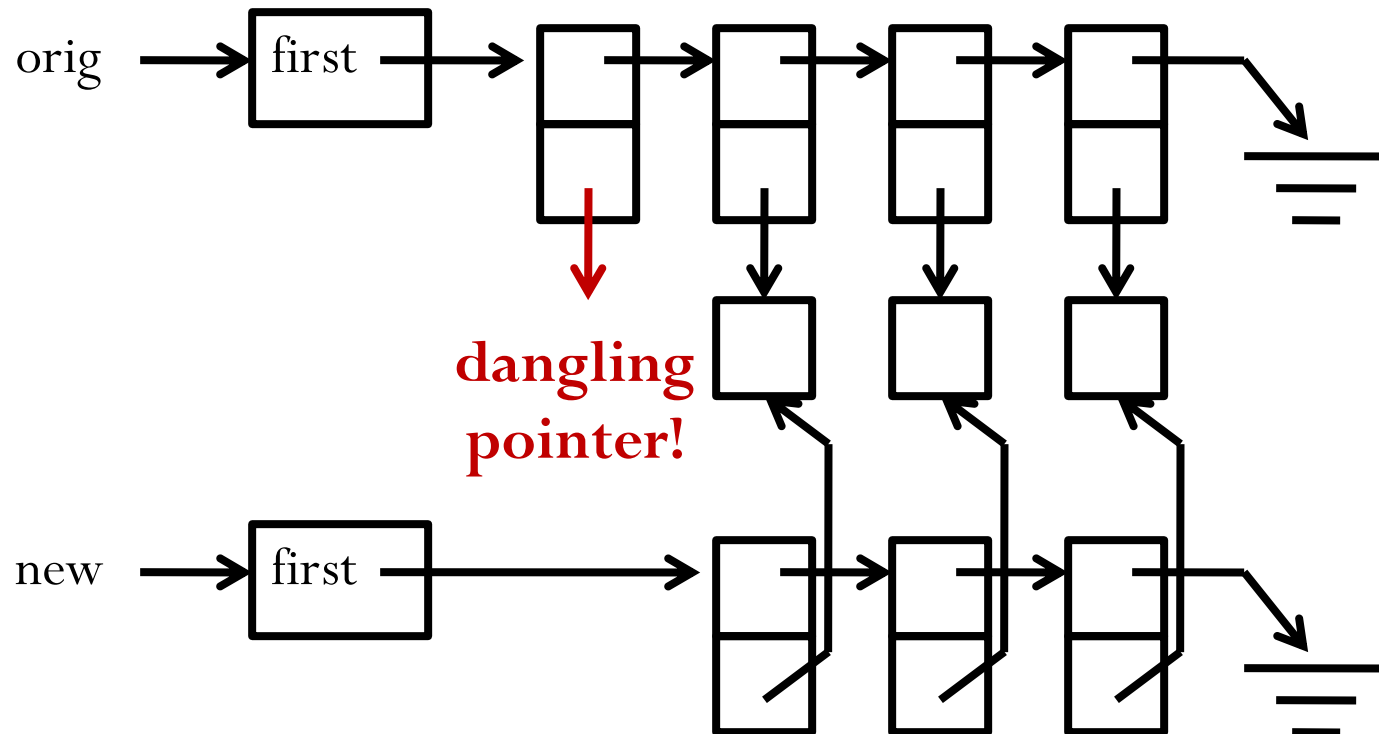 orig
first
dangling
pointer!
new
first